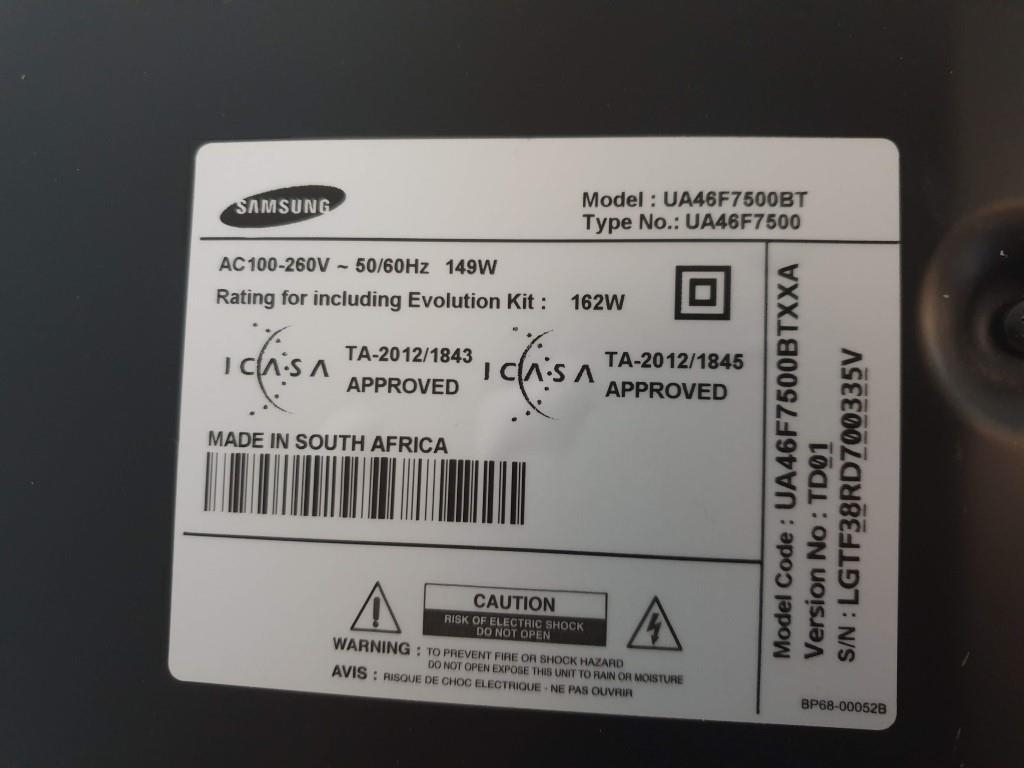 SAMSUNG
Model : UA46F7500BT
Type No.: UA46F7500
AC100-260V ~ 50/60Hz 149W
Rating for including Evolution Kit : 162W
ICASA
TA-2012/1843
APPROVED
ICASA
TA-2012/1845
APPROVED
MADE IN SOUTH AFRICA
CAUTION
RISK OF ELECTRIC SHOCK
DO NOT OPEN
WARNING : TO PREVENT FIRE OR SHOCK HAZARD
DO NOT OPEN EXPOSE THIS UNIT TO RAIN OR MOISTURE
AVIS : RISQUE DE CHOC ELECTRIQUE - NE PAS OUVRIR
Model Code : UA46F7500BTXXA
Version No : TD01
S/N : LGTF38RD700335V
BP68-00052B